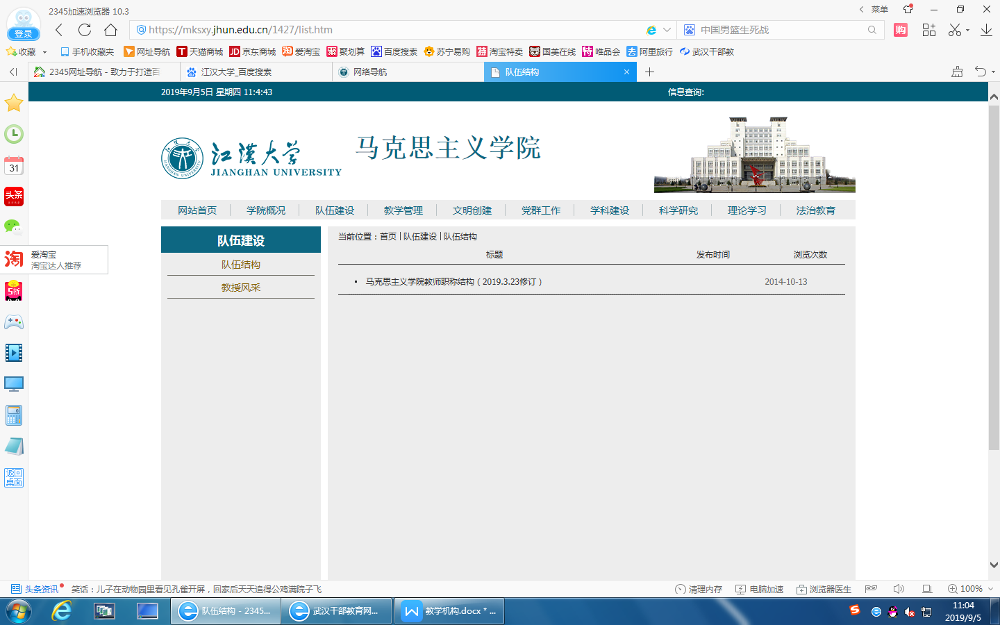 2345加速浏览器 10.3
菜单
登录
https://mksxy.jhun.edu.cn/1427/list.htm
中国男篮生死战
购
收藏 手机收藏夹 网址导航 天猫商城 京东商城 爱淘宝 聚划算 百度搜索 苏宁易购 淘宝特卖 国美在线 唯品会 阿里旅行 武汉干部教
2345网址导航 - 致力于打造百
江汉大学_百度搜索
网络导航
队伍结构
2019年9月5日 星期四 11:4:43
信息查询:
31
头条
江汉大学
JIANGHAN UNIVERSITY
马克思主义学院
网站首页 学院概况 队伍建设 教学管理 文明创建 党群工作 学科建设 科学研究 理论学习 法治教育
队伍建设
队伍结构
教授风采
当前位置：首页 | 队伍建设 | 队伍结构
标题 发布时间 浏览次数
马克思主义学院教师职称结构（2019.3.23修订） 2014-10-13
淘
爱淘宝
淘宝达人推荐
5折
返回
桌面
头条资讯
笑话：儿子在动物园里看见孔雀开屏，回家后天天追得公鸡满院子飞
清理内存 电脑加速 浏览器医生 100%
队伍结构 - 2345...
武汉干部教育网...
教学机构.docx * ...
11:04
2019/9/5